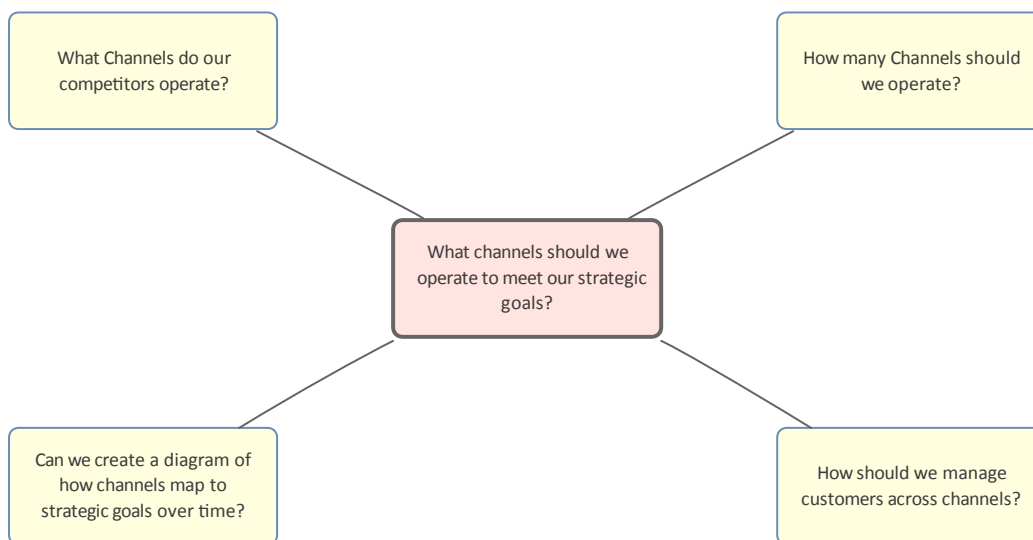 What Channels do our
competitors operate?
How many Channels should
we operate?
What channels should we
operate to meet our strategic
goals?
Can we create a diagram of
how channels map to
strategic goals over time?
How should we manage
customers across channels?